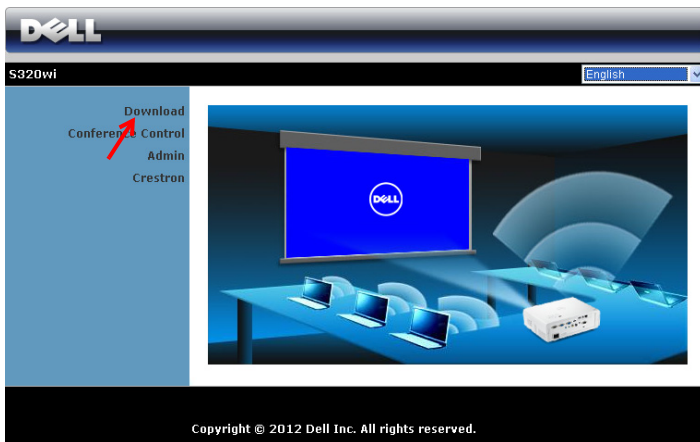 DELL
S320wi
English
Download
Conference Control
Admin
Crestron
DELL
Copyright © 2012 Dell Inc. All rights reserved.